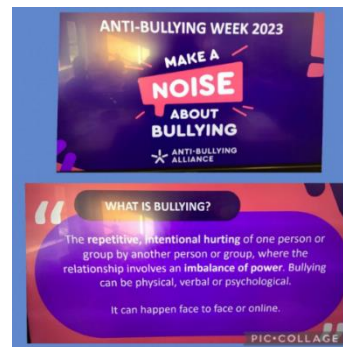 ANTI-BULLYING WEEK 2023
MAKE A
NOISE
ABOUT
BULLYING
ANTI-BULLYING
ALLIANCE
WHAT IS BULLYING?
The repetitive, intentional hurting of one person or
group by another person or group, where the
relationship involves an imbalance of power. Bullying
can be physical, verbal or psychological.
It can happen face to face or online.
PIC•COLLAGE